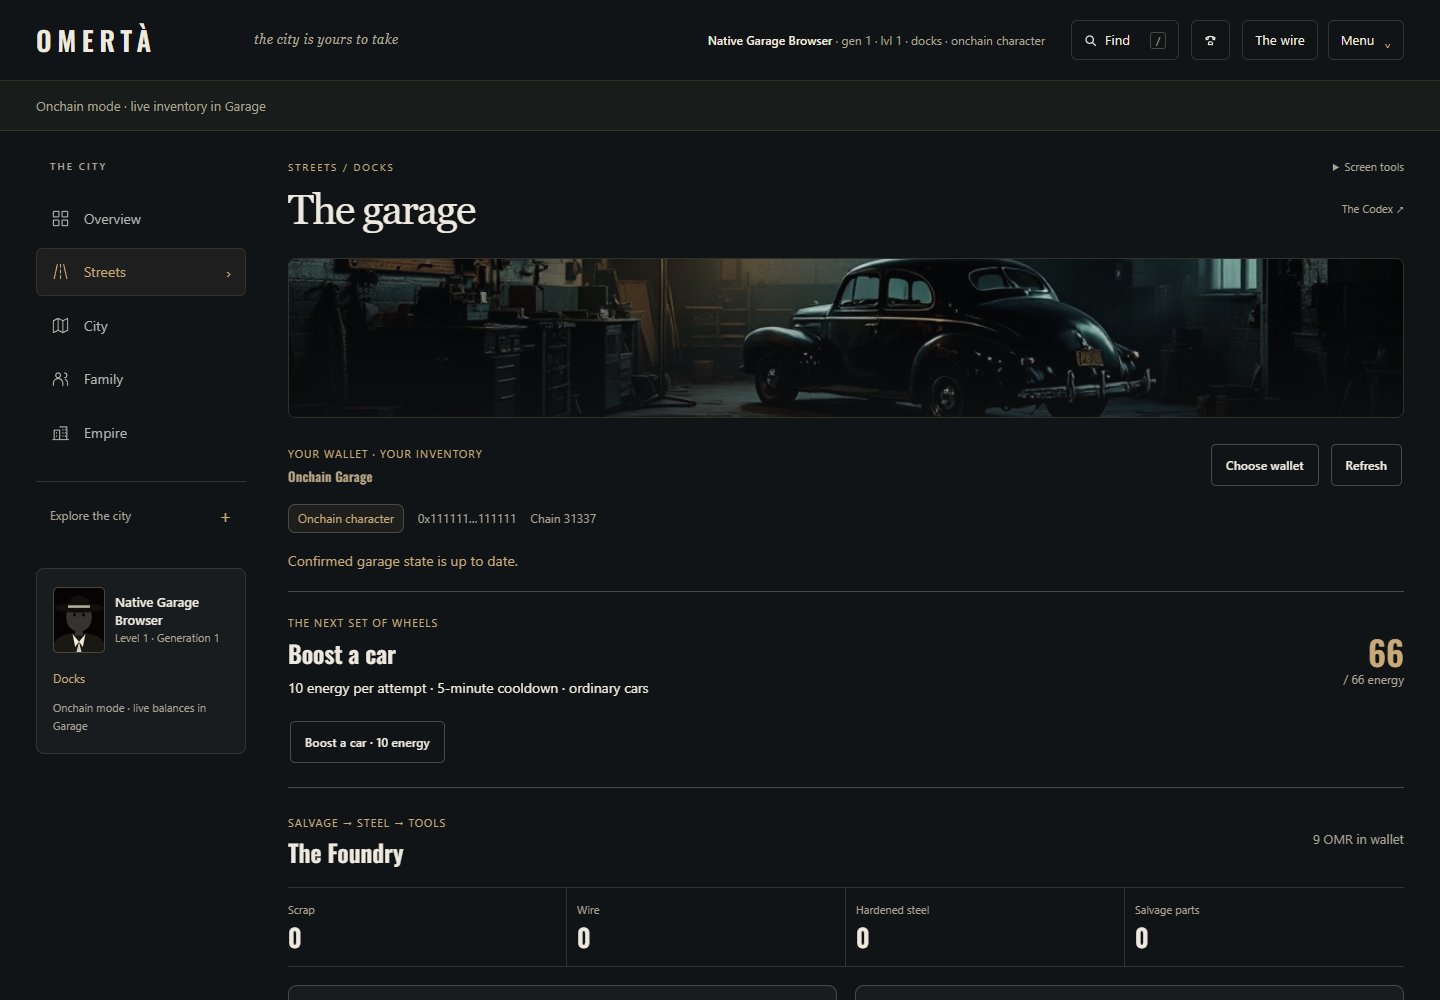 OMERTÀ
the city is yours to take
Native Garage Browser · gen 1 · lvl 1 · docks · onchain character
Find /
The wire
Menu
Onchain mode · live inventory in Garage
THE CITY
Overview
Streets ›
City
Family
Empire
Explore the city +
Native Garage
Browser
Level 1 · Generation 1
Docks
Onchain mode · live balances in
Garage
STREETS / DOCKS
▶ Screen tools
The garage
The Codex ↗
YOUR WALLET · YOUR INVENTORY
Onchain Garage
Choose wallet
Refresh
Onchain character 0x111111…111111 Chain 31337
Confirmed garage state is up to date.
THE NEXT SET OF WHEELS
Boost a car
10 energy per attempt · 5-minute cooldown · ordinary cars
66
/ 66 energy
Boost a car · 10 energy
SALVAGE → STEEL → TOOLS
The Foundry
9 OMR in wallet
Scrap
0
Wire
0
Hardened steel
0
Salvage parts
0